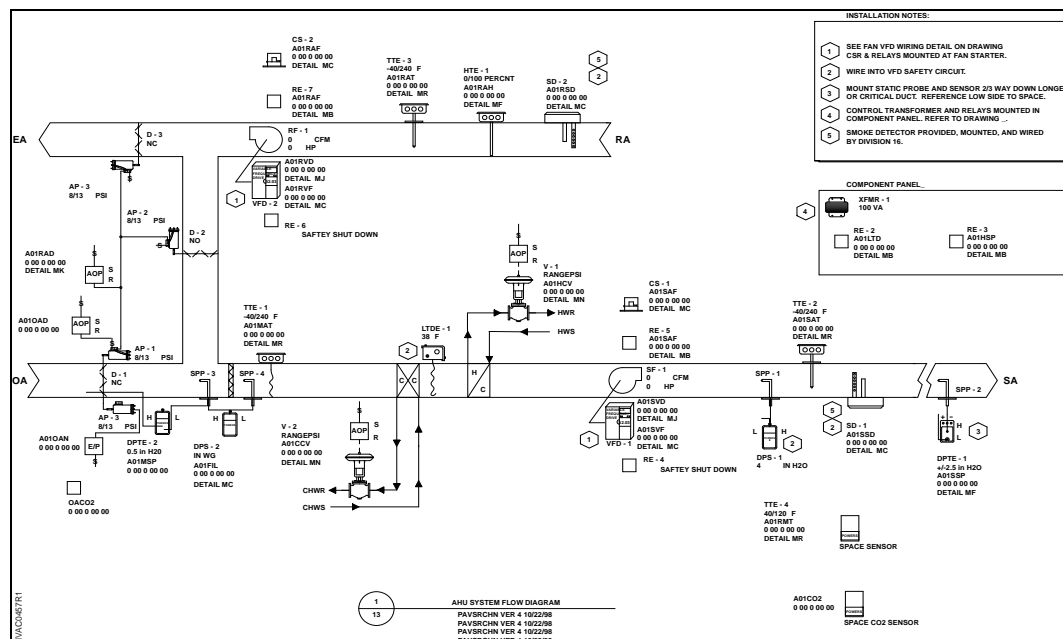 INSTALLATION NOTES:
1 SEE FAN VFD WIRING DETAIL ON DRAWING
CSR & RELAYS MOUNTED AT FAN STARTER.
2 WIRE INTO VFD SAFETY CIRCUIT.
3 MOUNT STATIC PROBE AND SENSOR 2/3 WAY DOWN LONGE
OR CRITICAL DUCT. REFERENCE LOW SIDE TO SPACE.
4 CONTROL TRANSFORMER AND RELAYS MOUNTED IN
COMPONENT PANEL. REFER TO DRAWING _.
5 SMOKE DETECTOR PROVIDED, MOUNTED, AND WIRED
BY DIVISION 16.
COMPONENT PANEL_
4
XFMR - 1
100 VA
RE - 2
A01LTD
0 00 0 00 00
DETAIL MB
RE - 3
A01HSP
0 00 0 00 00
DETAIL MB
CS - 2
A01RAF
0 00 0 00 00
DETAIL MC
RE - 7
A01RAF
0 00 0 00 00
DETAIL MB
TTE - 3
-40/240 F
A01RAT
0 00 0 00 00
DETAIL MR
HTE - 1
0/100 PERCNT
A01RAH
0 00 0 00 00
DETAIL MF
SD - 2
A01RSD
0 00 0 00 00
DETAIL MC
5
2
EA
D - 3
NC
RF - 1
0 CFM
0 HP
RA
S
AP - 3
8/13 PSI
A01RVD
0 00 0 00 00
DETAIL MJ
A01RVF
0 00 0 00 00
DETAIL MC
1
VFD - 2
RE - 6
SAFTEY SHUT DOWN
AP - 2
8/13 PSI
S
D - 2
NO
A01RAD
0 00 0 00 00
DETAIL MK
S
AOP
S
R
A01OAD
0 00 0 00 00
S
AOP
S
R
S
AP - 1
8/13 PSI
TTE - 1
-40/240 F
A01MAT
0 00 0 00 00
DETAIL MR
2
LTDE - 1
38 F
S
AOP
S
R
V - 1
RANGEPSI
A01HCV
0 00 0 00 00
DETAIL MN
HWR
HWS
CS - 1
A01SAF
0 00 0 00 00
DETAIL MC
RE - 5
A01SAF
0 00 0 00 00
DETAIL MB
TTE - 2
-40/240 F
A01SAT
0 00 0 00 00
DETAIL MR
OA
D - 1
NC
SPP - 3
SPP - 4
C
C
H
C
SF - 1
0 CFM
0 HP
SPP - 1
SPP - 2
SA
AP - 3
8/13 PSI
H
L
H
L
A01OAN
0 00 0 00 00
E/P
S
DPTE - 2
0.5 in H20
A01MSP
0 00 0 00 00
DPS - 2
IN WG
A01FIL
0 00 0 00 00
DETAIL MC
OACO2
0 00 0 00 00
V - 2
RANGEPSI
A01CCV
0 00 0 00 00
DETAIL MN
S
AOP
S
R
CHWR
CHWS
A01SVD
0 00 0 00 00
DETAIL MJ
A01SVF
0 00 0 00 00
DETAIL MC
1
VFD - 1
RE - 4
SAFTEY SHUT DOWN
L
H
2
DPS - 1
4 IN H2O
5
2
SD - 1
A01SSD
0 00 0 00 00
DETAIL MC
+ -
H
L
3
DPTE - 1
+/-2.5 in H2O
A01SSP
0 00 0 00 00
DETAIL MF
TTE - 4
40/120 F
A01RMT
0 00 0 00 00
DETAIL MR
POWERS
SPACE SENSOR
A01CO2
0 00 0 00 00
POWERS
SPACE CO2 SENSOR
1
13
AHU SYSTEM FLOW DIAGRAM
PAVSRCHN VER 4 10/22/98
PAVSRCHN VER 4 10/22/98
PAVSRCHN VER 4 10/22/98
PAVSRCHN VER 4 10/22/98
IVAC0457R1